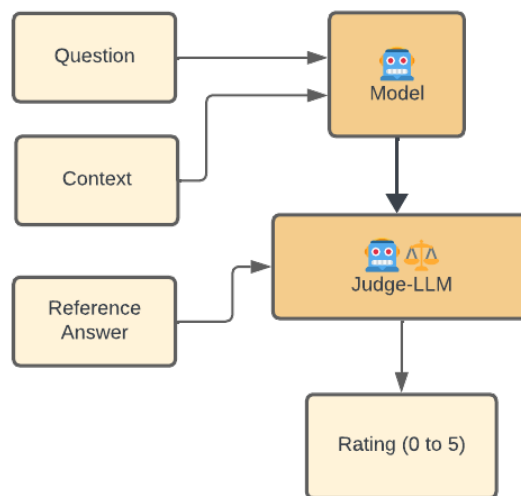 Question
Model
Context
Judge-LLM
Reference
Answer
Rating (0 to 5)